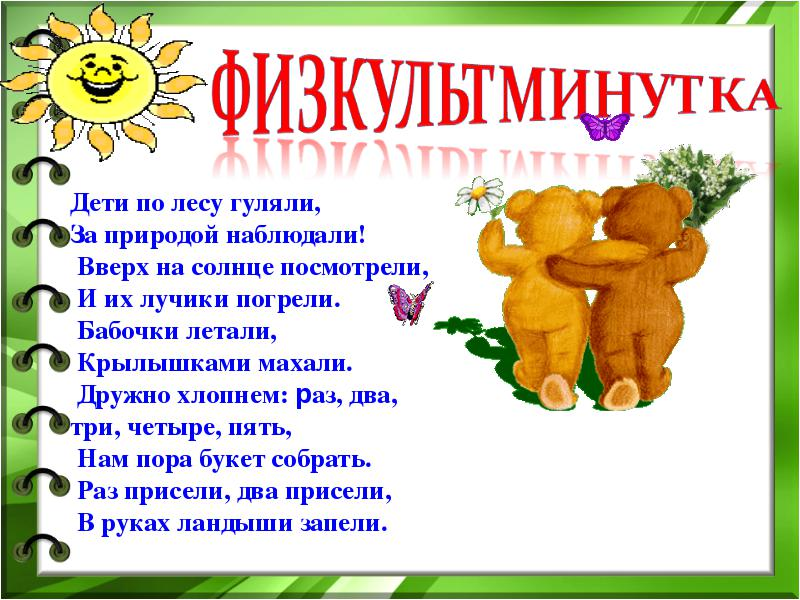 ФИЗКУЛЬТМИНУТКА
Дети по лесу гуляли,
За природой наблюдали!
Вверх на солнце посмотрели,
И их лучики погрели.
Бабочки летали,
Крылышками махали.
Дружно хлопнем: раз, два,
три, четыре, пять,
Нам пора букет собрать.
Раз присели, два присели,
В руках ландыши запели.